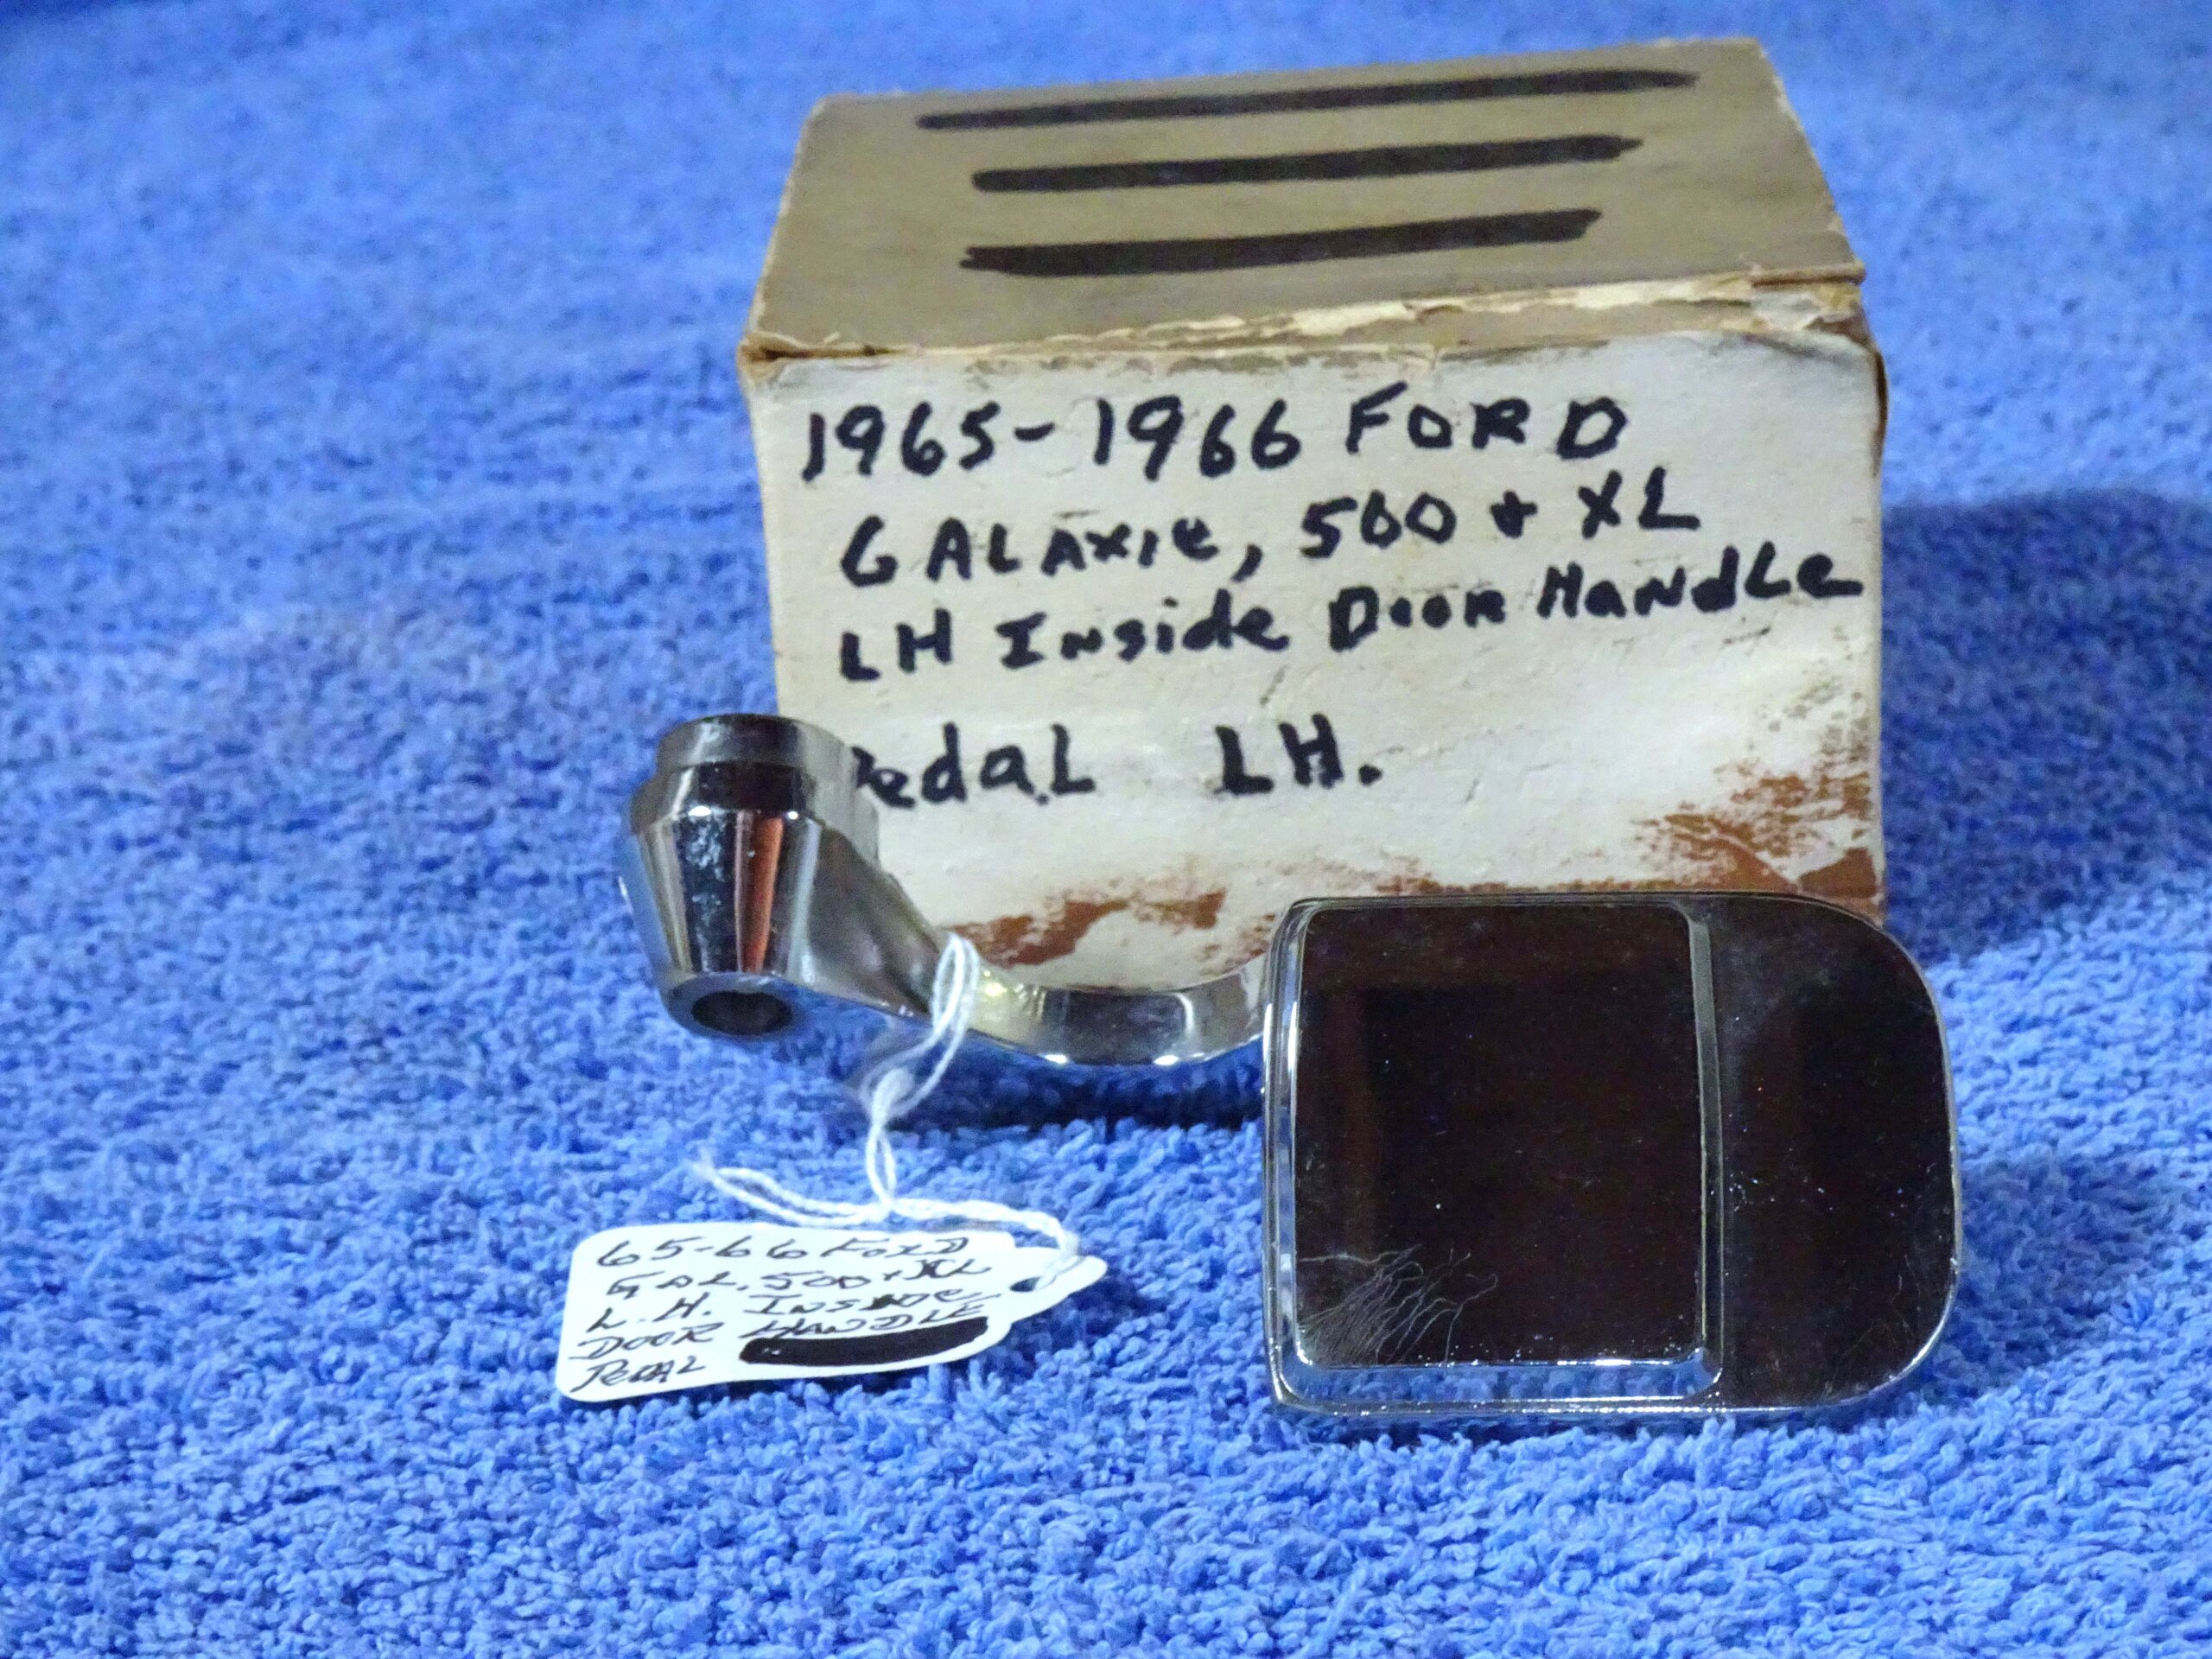 1965-1966 FORD
GALAXIE, 500 + XL
LH INSide DooR HaNdLe
PedaL LH.
65-66 FORD
GAL, 500 + XL
L.H. INSIDE
DOOR HANDLE
PEDAL